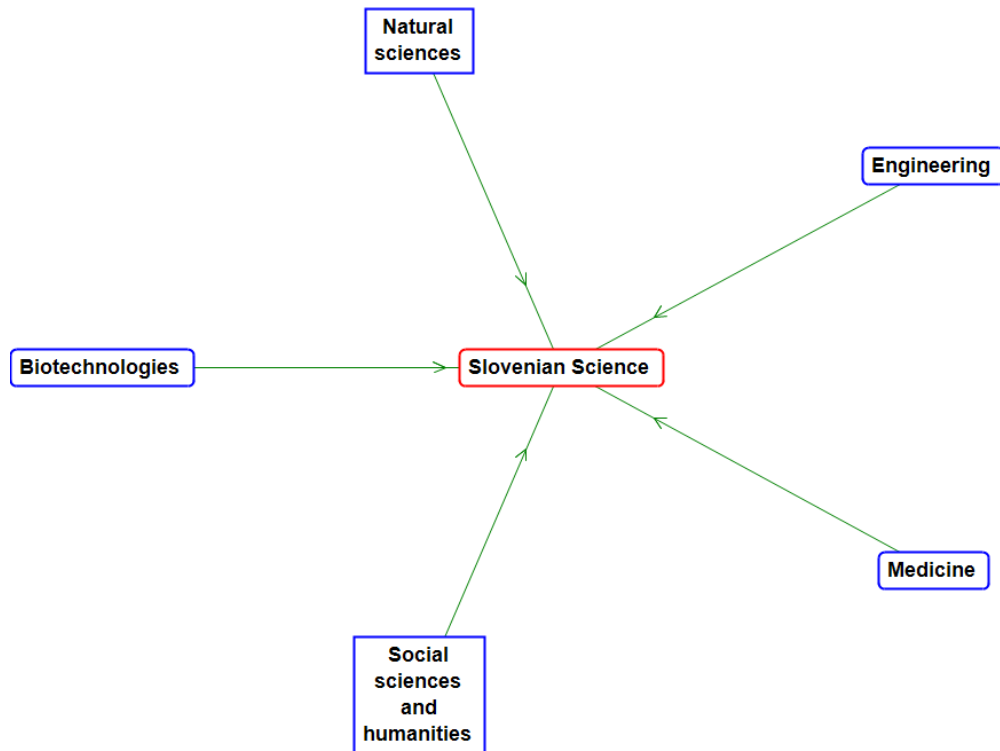 Natural
sciences
Engineering
Biotechnologies
Slovenian Science
Medicine
Social
sciences
and
humanities